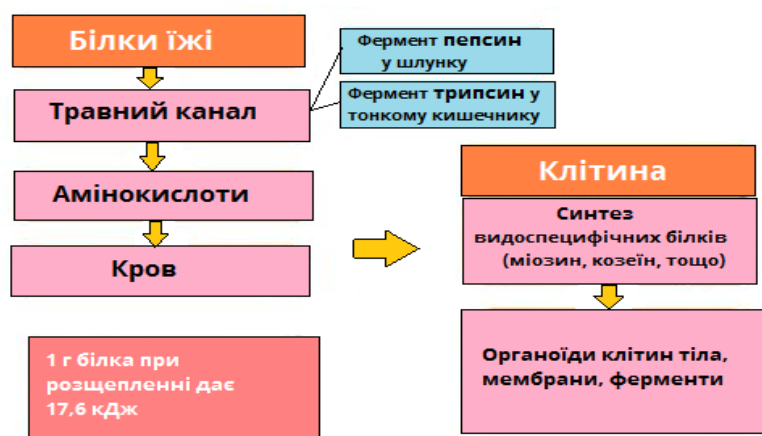 Білки їжі
Фермент пепсин
у шлунку
Травний канал
Фермент трипсин у
тонкому кишечнику
Амінокислоти
Кров
Клітина
Синтез
видоспецифічних білків
(міозин, козеїн, тощо)
1 г білка при
розщепленні дає
17,6 кДж
Органоїди клітин тіла,
мембрани, ферменти